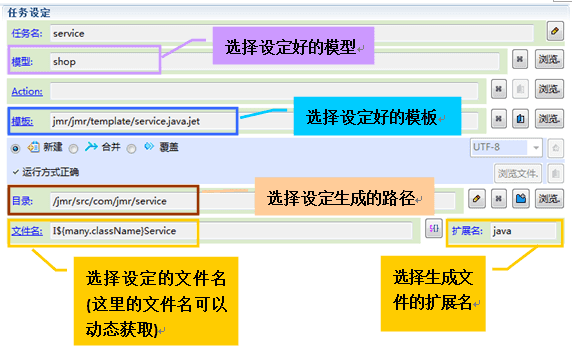 任务设定
任务名: service
选择设定好的模型
模型: shop 浏览.
Action: 浏览.
选择设定好的模板
模板: jmr/jmr/template/service.java.jet 浏览.
新建 合并 覆盖 UTF-8
运行方式正确 浏览文件.
选择设定生成的路径
目录: /jmr/src/com/jmr/service 浏览.
文件名: I${many.className}Service 扩展名: java
选择设定的文件名
(这里的文件名可以
动态获取)
选择生成文
件的扩展名